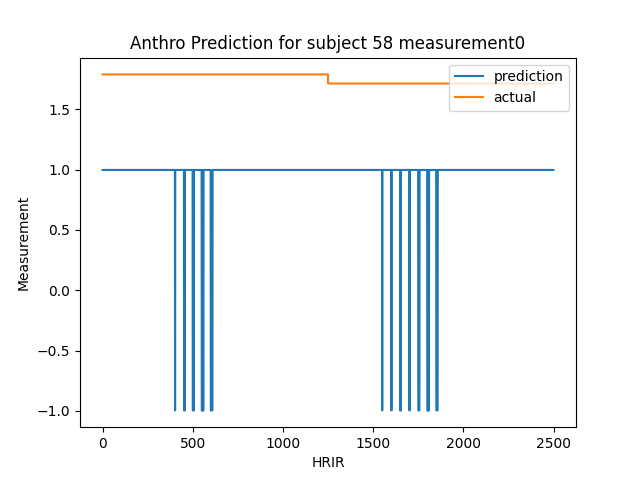 Anthro Prediction for subject 58 measurement0
prediction
actual
1.5
1.0
0.5
0.0
−0.5
−1.0
Measurement
0
500
1000
1500
2000
2500
HRIR